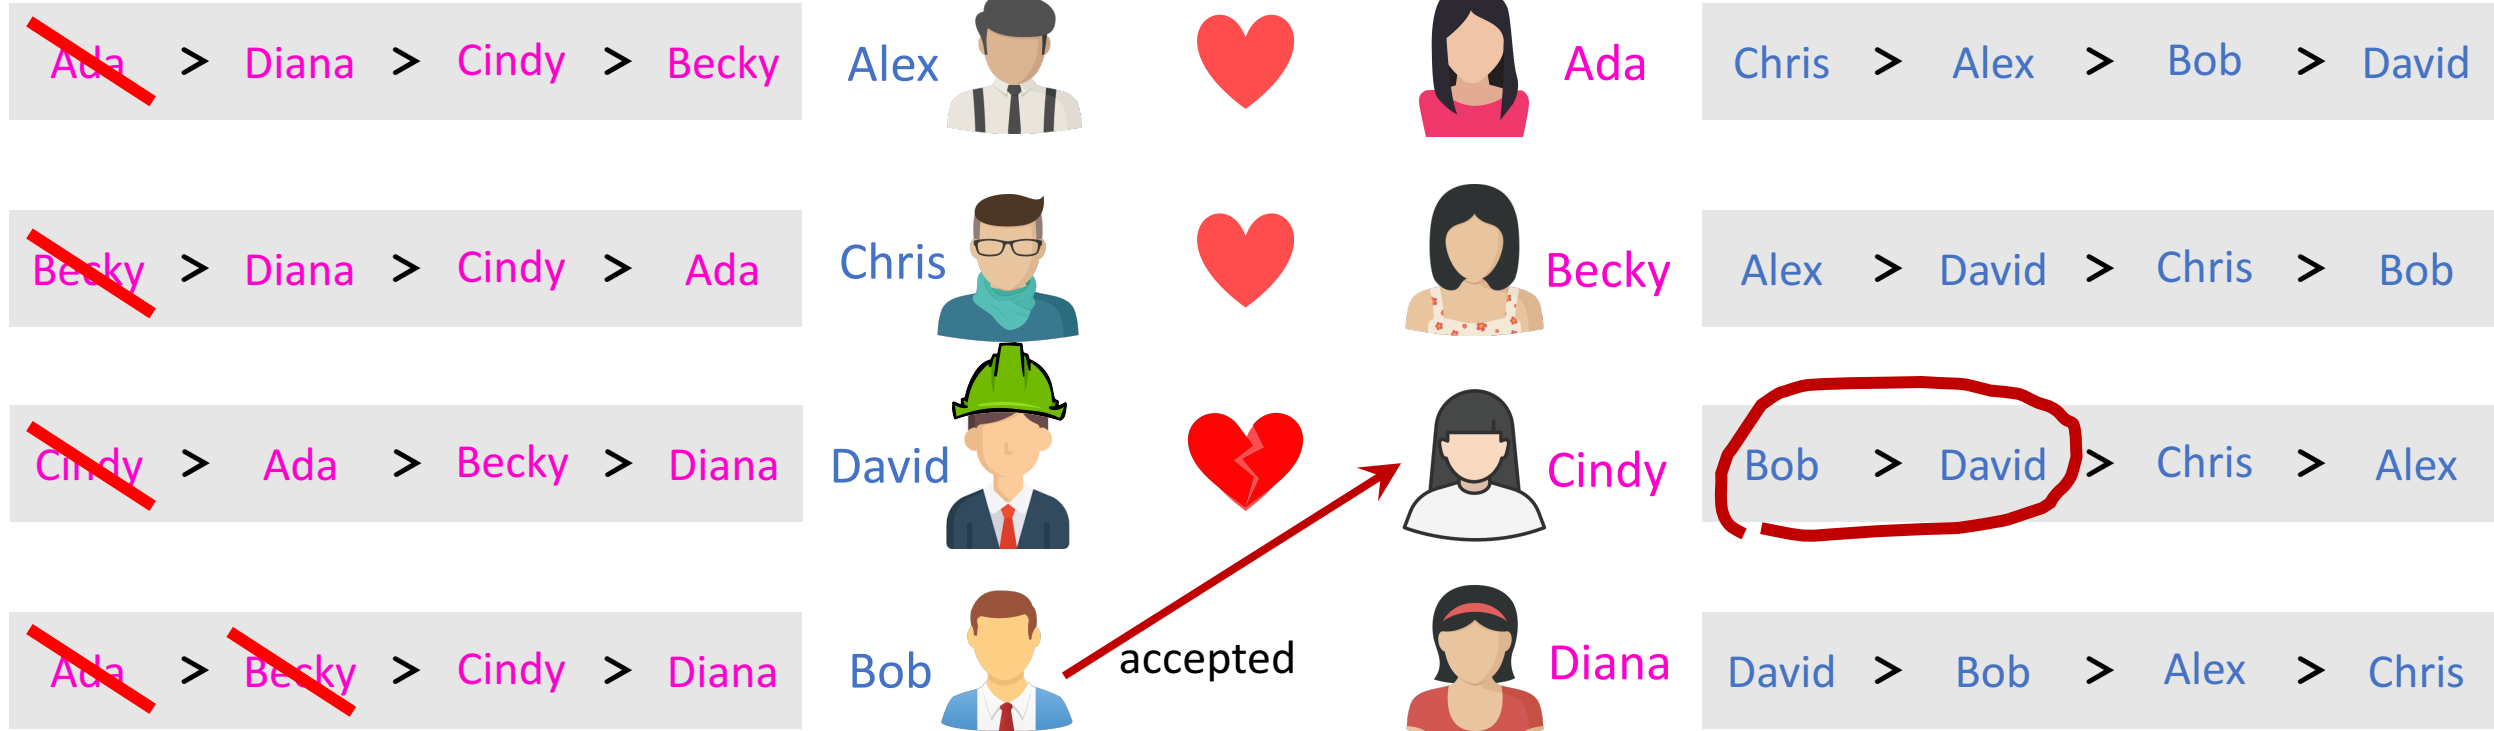 Ada > Diana > Cindy > Becky Alex Ada Chris > Alex > Bob > David
Becky > Diana > Cindy > Ada Chris Becky Alex > David > Chris > Bob
Cindy > Ada > Becky > Diana David Cindy Bob > David > Chris > Alex
Ada > Becky > Cindy > Diana Bob accepted Diana David > Bob > Alex > Chris